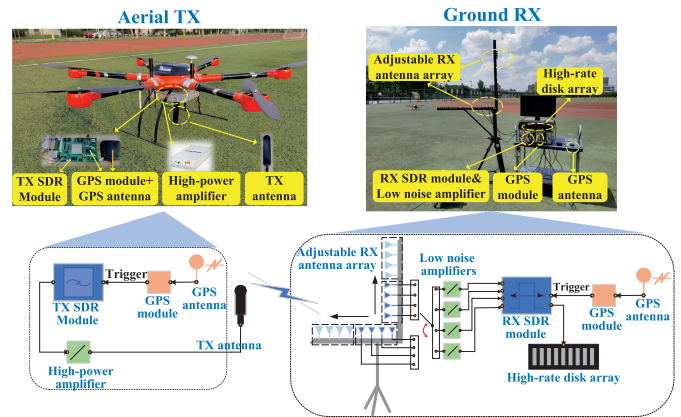 Aerial TX
Ground RX
Adjustable RX
antenna array
High-rate
disk array
TX SDR
Module
GPS module+
GPS antenna
High-power
amplifier
TX
antenna
RX SDR module&
Low noise amplifier
GPS
module
GPS
antenna
TX SDR
Module
Trigger
GPS
module
GPS
antenna
High-power
amplifier
TX antenna
Adjustable RX
antenna array
Low noise
amplifiers
RX SDR
module
Trigger
GPS
module
GPS
antenna
High-rate disk array